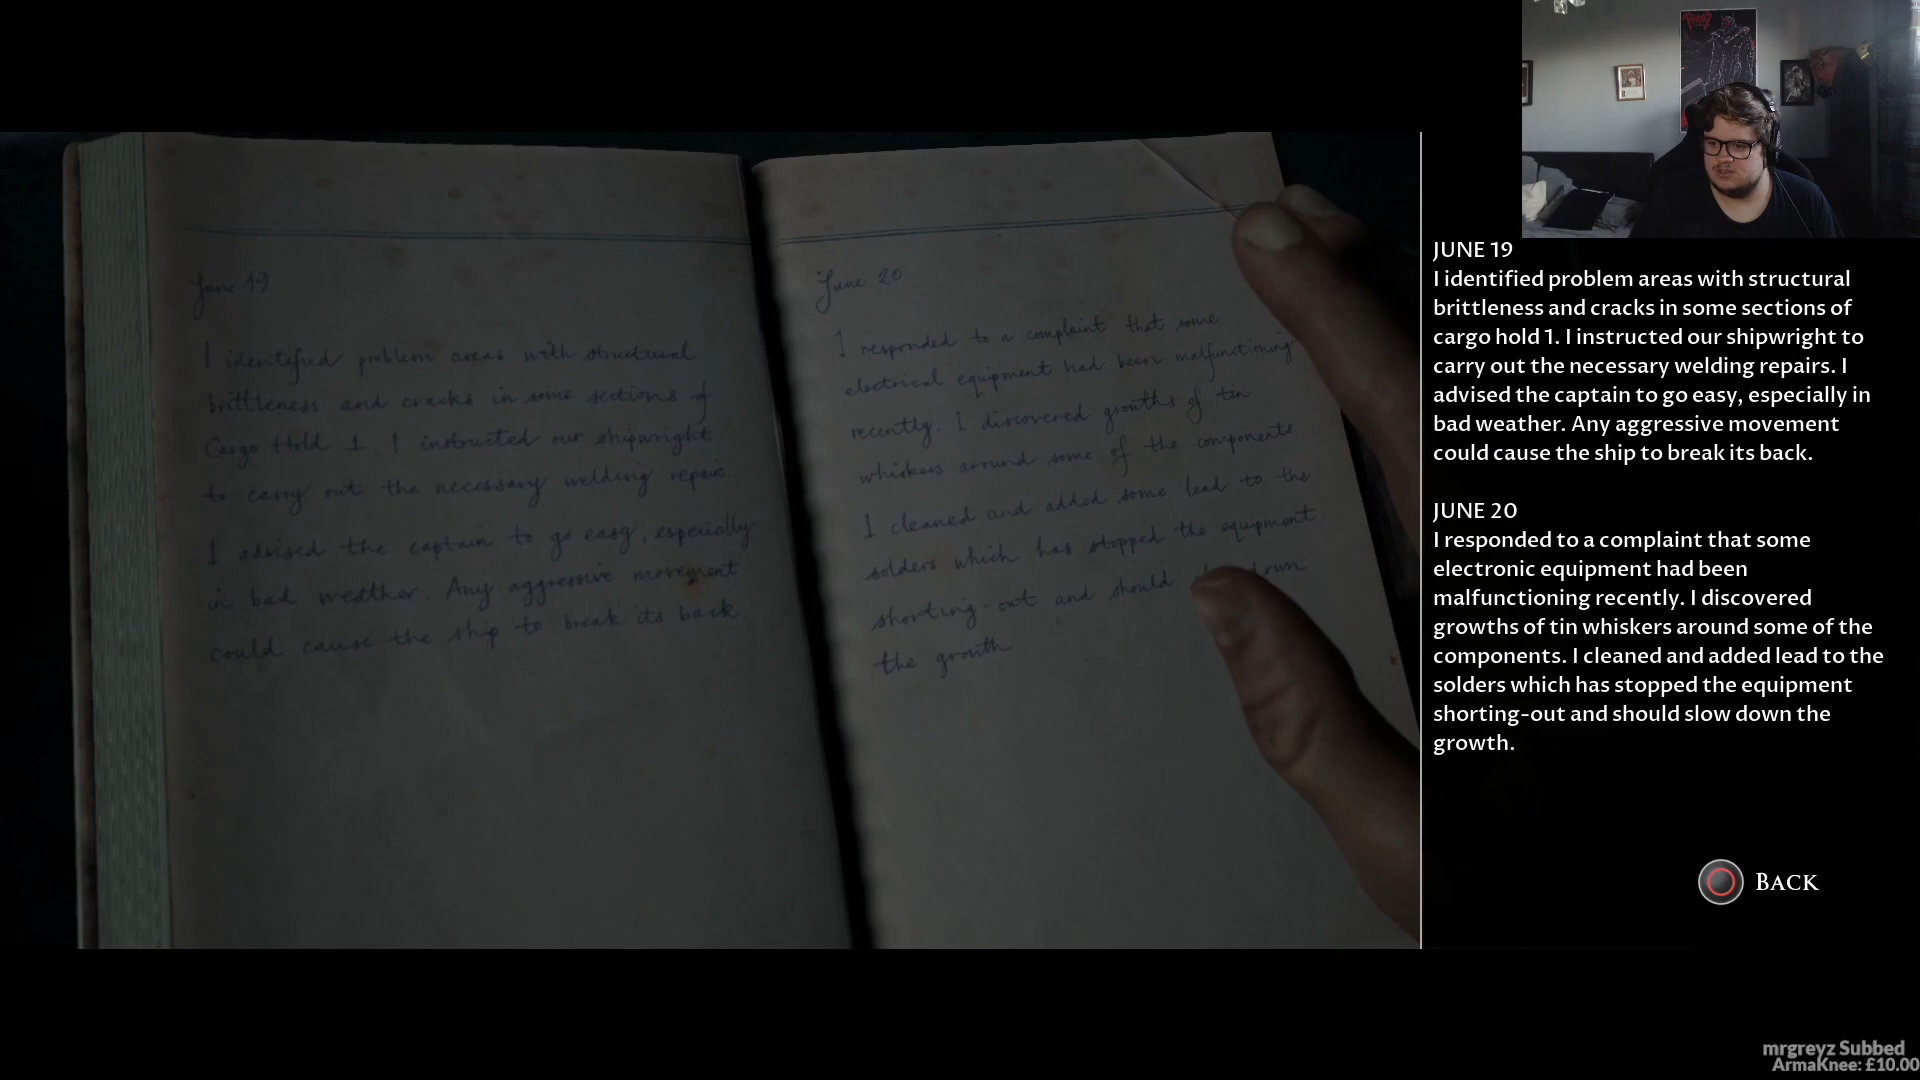 June 19
I identified problem areas with structural
brittleness and cracks in some sections of
Cargo Hold 1. I instructed our shipwright
to carry out the necessary welding repairs.
I advised the captain to go easy, especially
in bad weather. Any aggressive movement
could cause the ship to break its back.
June 20
I responded to a complaint that some
electrical equipment had been malfunctioning
recently. I discovered growths of tin
whiskers around some of the components.
I cleaned and added some lead to the
solders which has stopped the equipment
shorting-out and should down
the growth.
JUNE 19
I identified problem areas with structural
brittleness and cracks in some sections of
cargo hold 1. I instructed our shipwright to
carry out the necessary welding repairs. I
advised the captain to go easy, especially in
bad weather. Any aggressive movement
could cause the ship to break its back.
JUNE 20
I responded to a complaint that some
electronic equipment had been
malfunctioning recently. I discovered
growths of tin whiskers around some of the
components. I cleaned and added lead to the
solders which has stopped the equipment
shorting-out and should slow down the
growth.
BACK
mrgreyz Subbed
ArmaKnee: £10.00